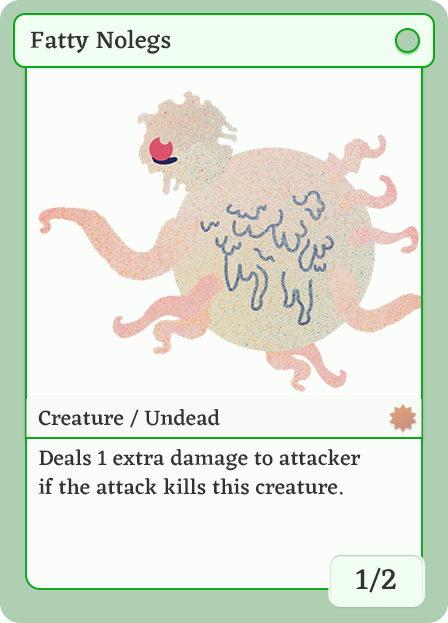 Fatty Nolegs
Creature / Undead
Deals 1 extra damage to attacker
if the attack kills this creature.
1/2